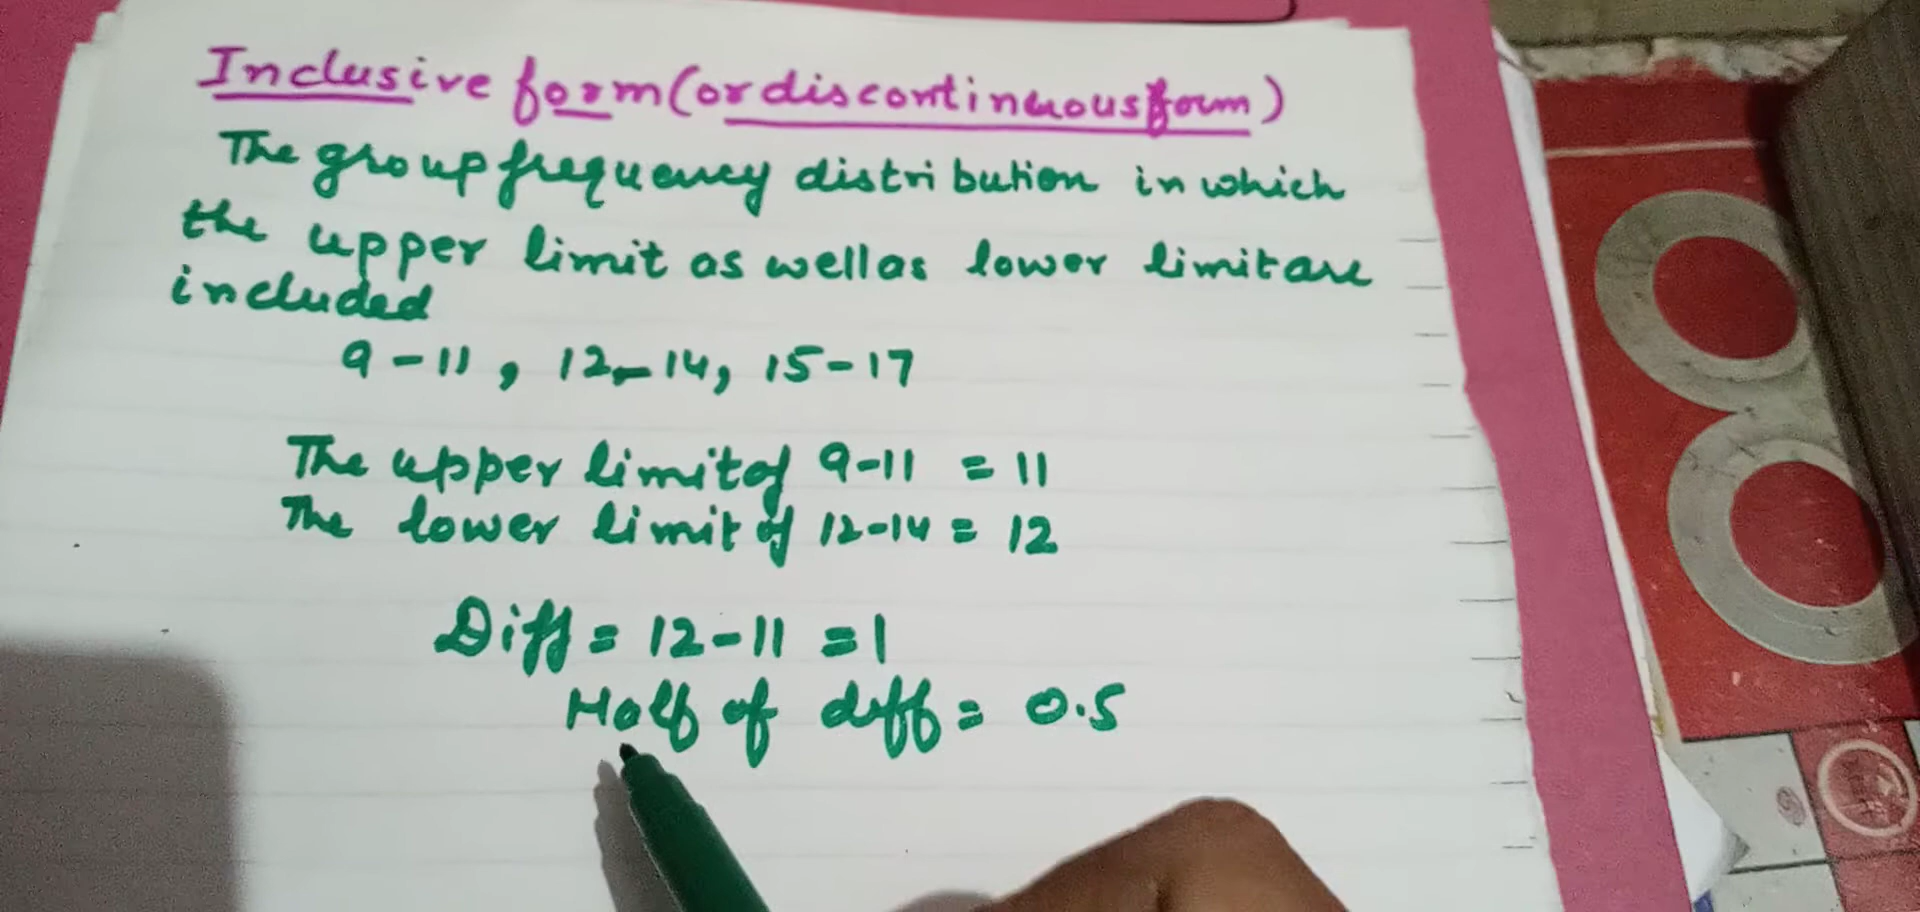 Inclusive form (or discontinuous form)
The group frequency distribution in which
the upper limit as well as lower limit are
included
9-11, 12-14, 15-17
The upper limit of 9-11 = 11
The lower limit of 12-14 = 12
Diff = 12-11 = 1
Half of diff = 0.5